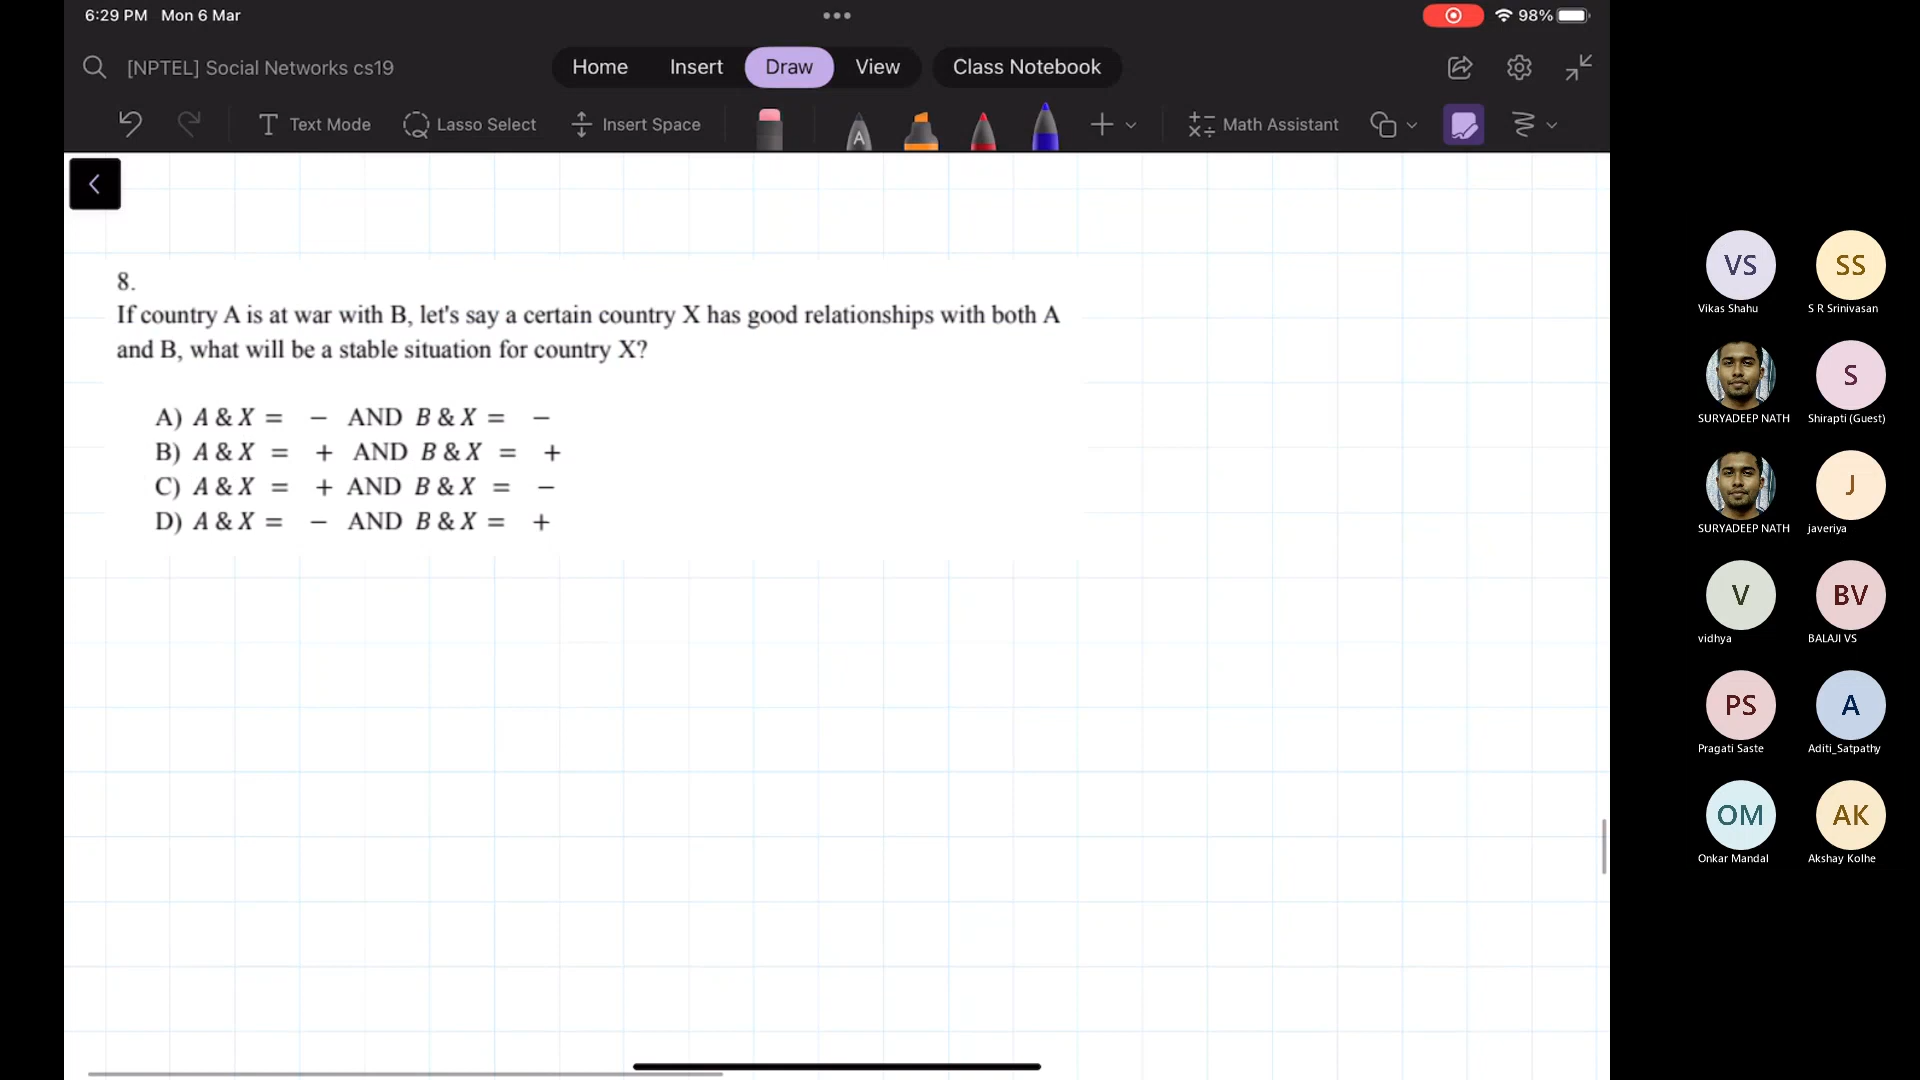 6:29 PM Mon 6 Mar
98%
[NPTEL] Social Networks cs19
Home Insert Draw View Class Notebook
Text Mode Lasso Select Insert Space A Math Assistant
8.
If country A is at war with B, let's say a certain country X has good relationships with both A
and B, what will be a stable situation for country X?
A) A & X = − AND B & X = −
B) A & X = + AND B & X = +
C) A & X = + AND B & X = −
D) A & X = − AND B & X = +
VS SS
Vikas Shahu S R Srinivasan
S
SURYADEEP NATH Shirapti (Guest)
J
SURYADEEP NATH javeriya
V BV
vidhya BALAJI VS
PS A
Pragati Saste Aditi_Satpathy
OM AK
Onkar Mandal Akshay Kolhe